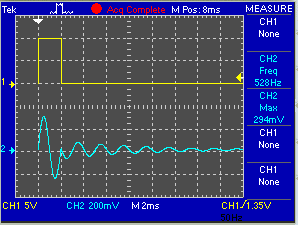 Tek Acq Complete M Pos: 8ms MEASURE
CH1
None
CH2
Freq
528Hz
CH2
Max
294mV
CH1
None
CH1
None
1
2
CH1 5V CH2 200mV M 2ms CH1 1.35V